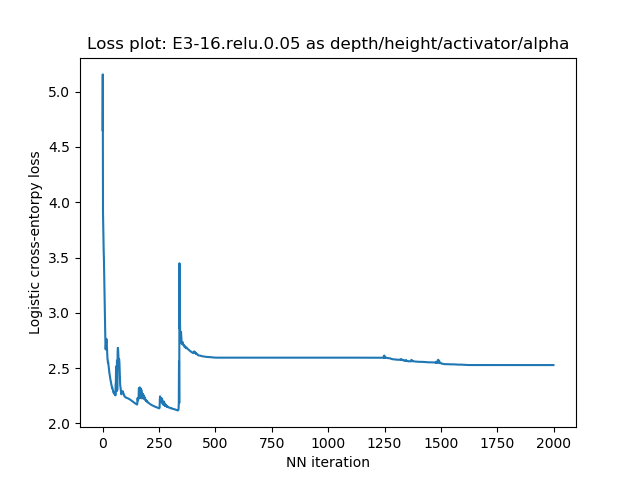 Loss plot: E3-16.relu.0.05 as depth/height/activator/alpha
Logistic cross-entorpy loss
5.0
4.5
4.0
3.5
3.0
2.5
2.0
0 250 500 750 1000 1250 1500 1750 2000
NN iteration